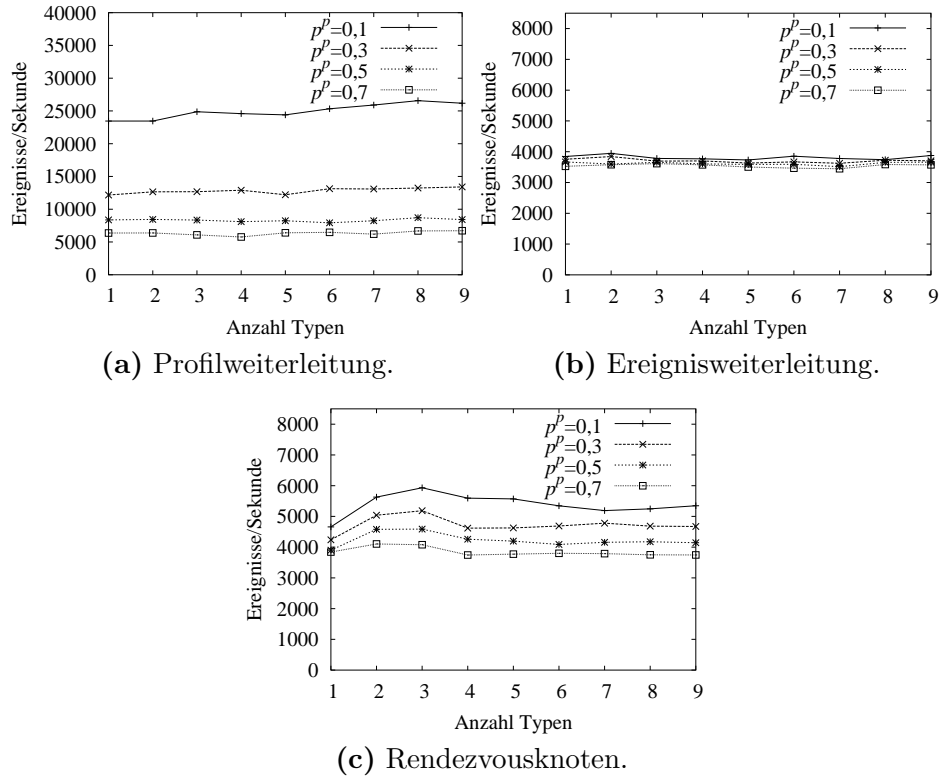 40000
35000
30000
25000
20000
15000
10000
5000
0
Ereignisse/Sekunde
p^p=0,1
p^p=0,3
p^p=0,5
p^p=0,7
1 2 3 4 5 6 7 8 9
Anzahl Typen
(a) Profilweiterleitung.
8000
7000
6000
5000
4000
3000
2000
1000
0
Ereignisse/Sekunde
p^p=0,1
p^p=0,3
p^p=0,5
p^p=0,7
1 2 3 4 5 6 7 8 9
Anzahl Typen
(b) Ereignisweiterleitung.
8000
7000
6000
5000
4000
3000
2000
1000
0
Ereignisse/Sekunde
p^p=0,1
p^p=0,3
p^p=0,5
p^p=0,7
1 2 3 4 5 6 7 8 9
Anzahl Typen
(c) Rendezvousknoten.